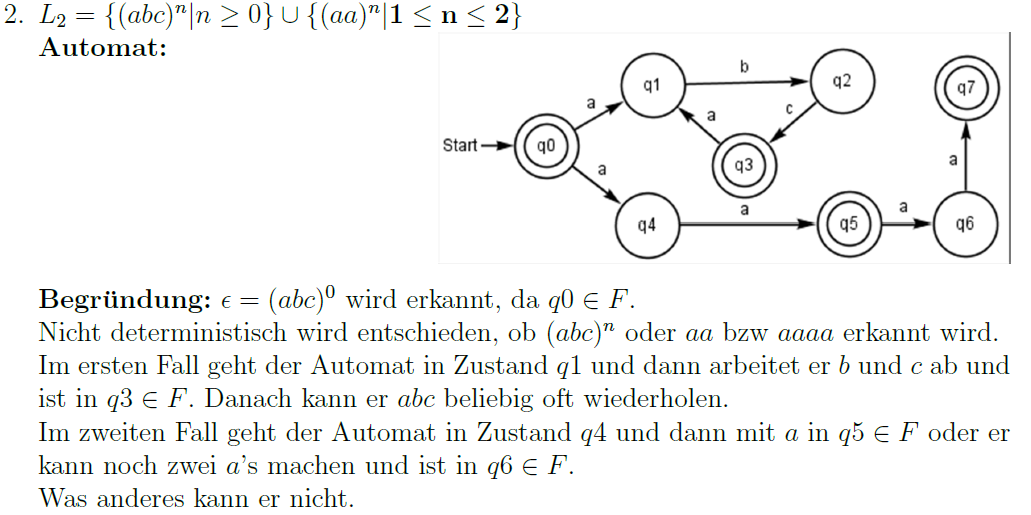 2. L₂ = {(abc)ⁿ|n ≥ 0} ∪ {(aa)ⁿ|1 ≤ n ≤ 2}
Automat:
b
q1
q2
q7
a
c
a
Start
q0
q3
a
a
a
a
q4
q5
q6
Begründung: ϵ = (abc)⁰ wird erkannt, da q0 ∈ F.
Nicht deterministisch wird entschieden, ob (abc)ⁿ oder aa bzw aaaa erkannt wird.
Im ersten Fall geht der Automat in Zustand q1 und dann arbeitet er b und c ab und
ist in q3 ∈ F. Danach kann er abc beliebig oft wiederholen.
Im zweiten Fall geht der Automat in Zustand q4 und dann mit a in q5 ∈ F oder er
kann noch zwei a's machen und ist in q6 ∈ F.
Was anderes kann er nicht.